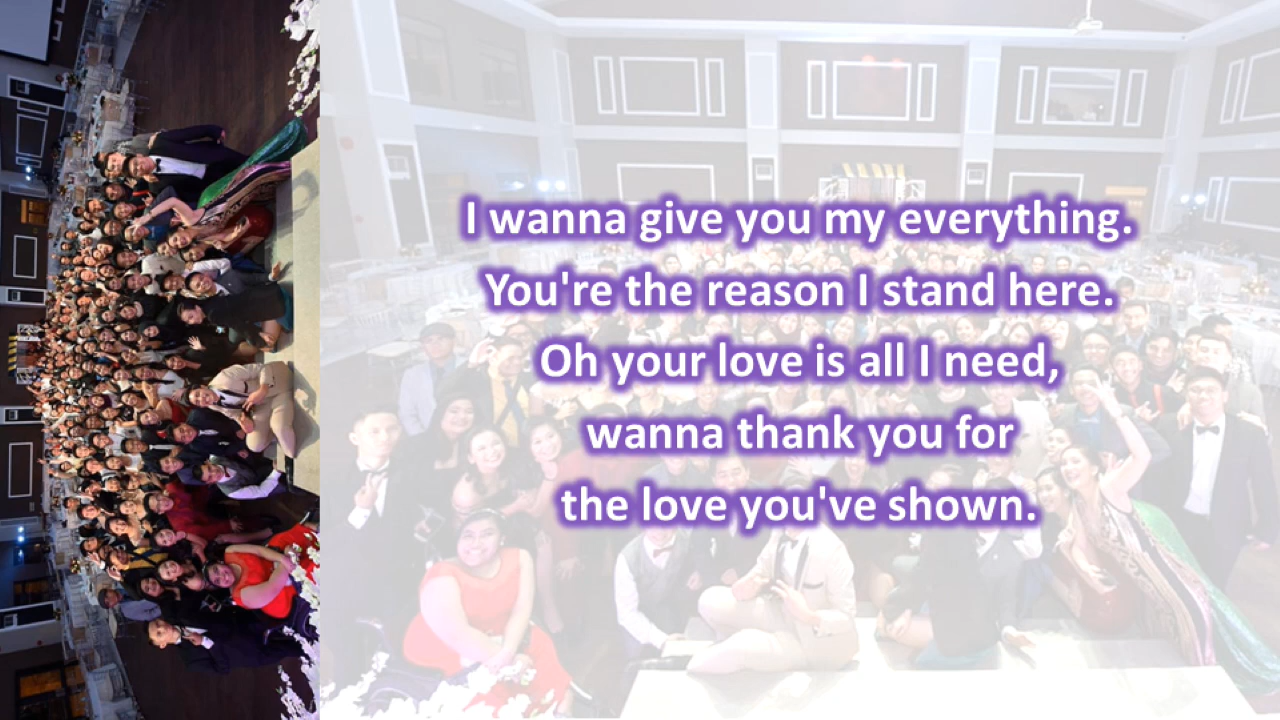 I wanna give you my everything.
You're the reason I stand here.
Oh your love is all I need,
wanna thank you for
the love you've shown.